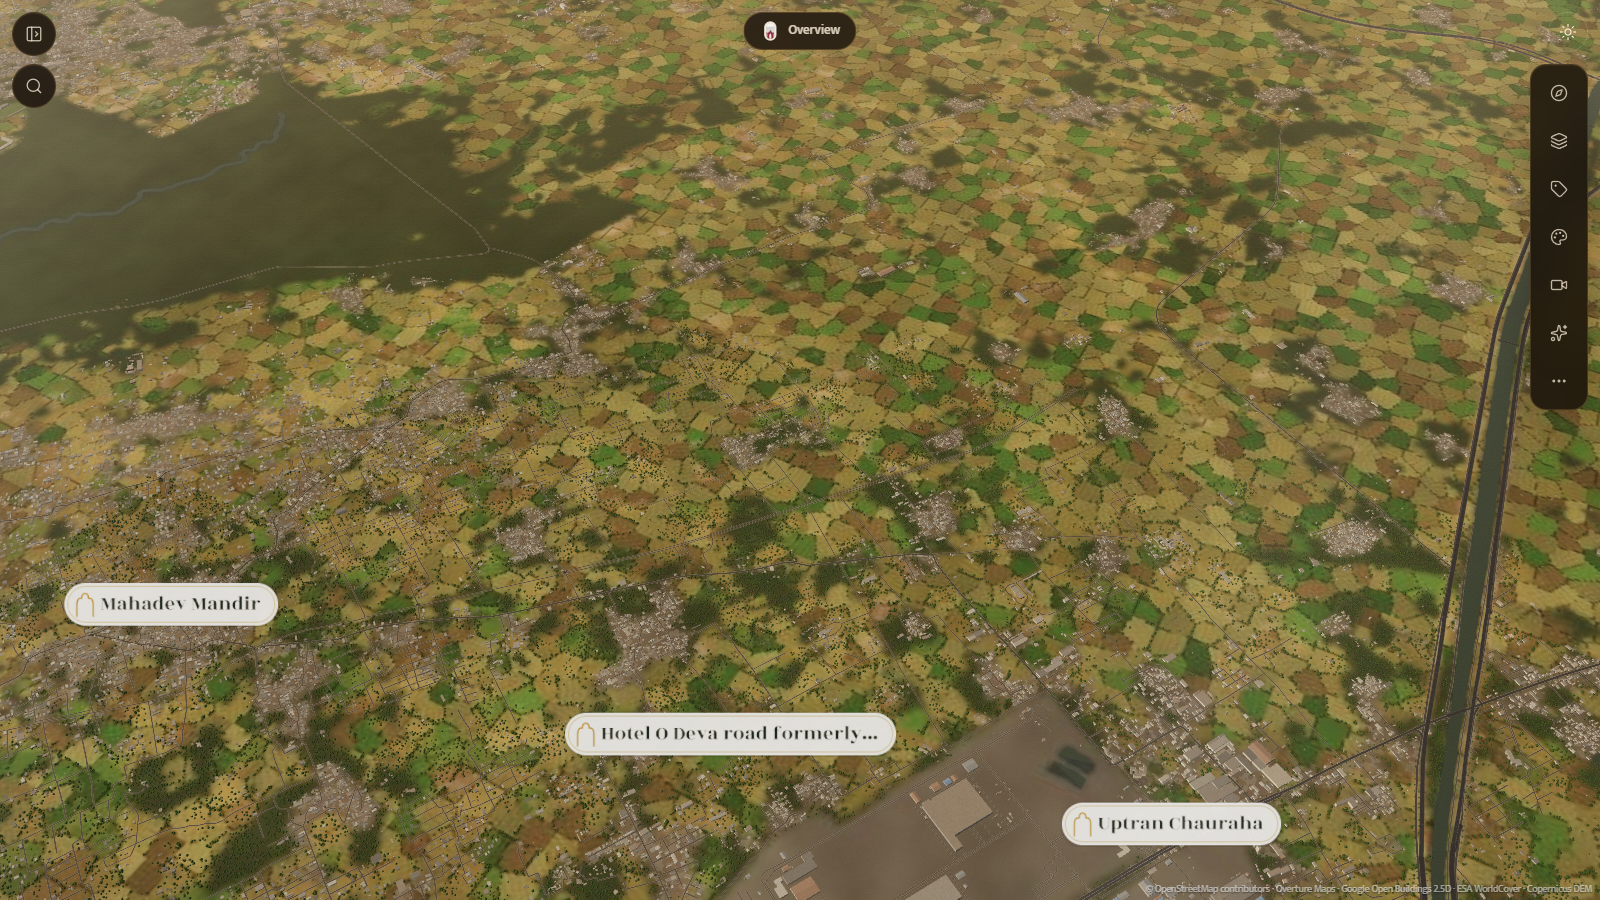 Overview
Mahadev Mandir
Hotel O Deva road formerly...
Uptran Chauraha
© OpenStreetMap contributors · Overture Maps · Google Open Buildings 2.5D · ESA WorldCover · Copernicus DEM